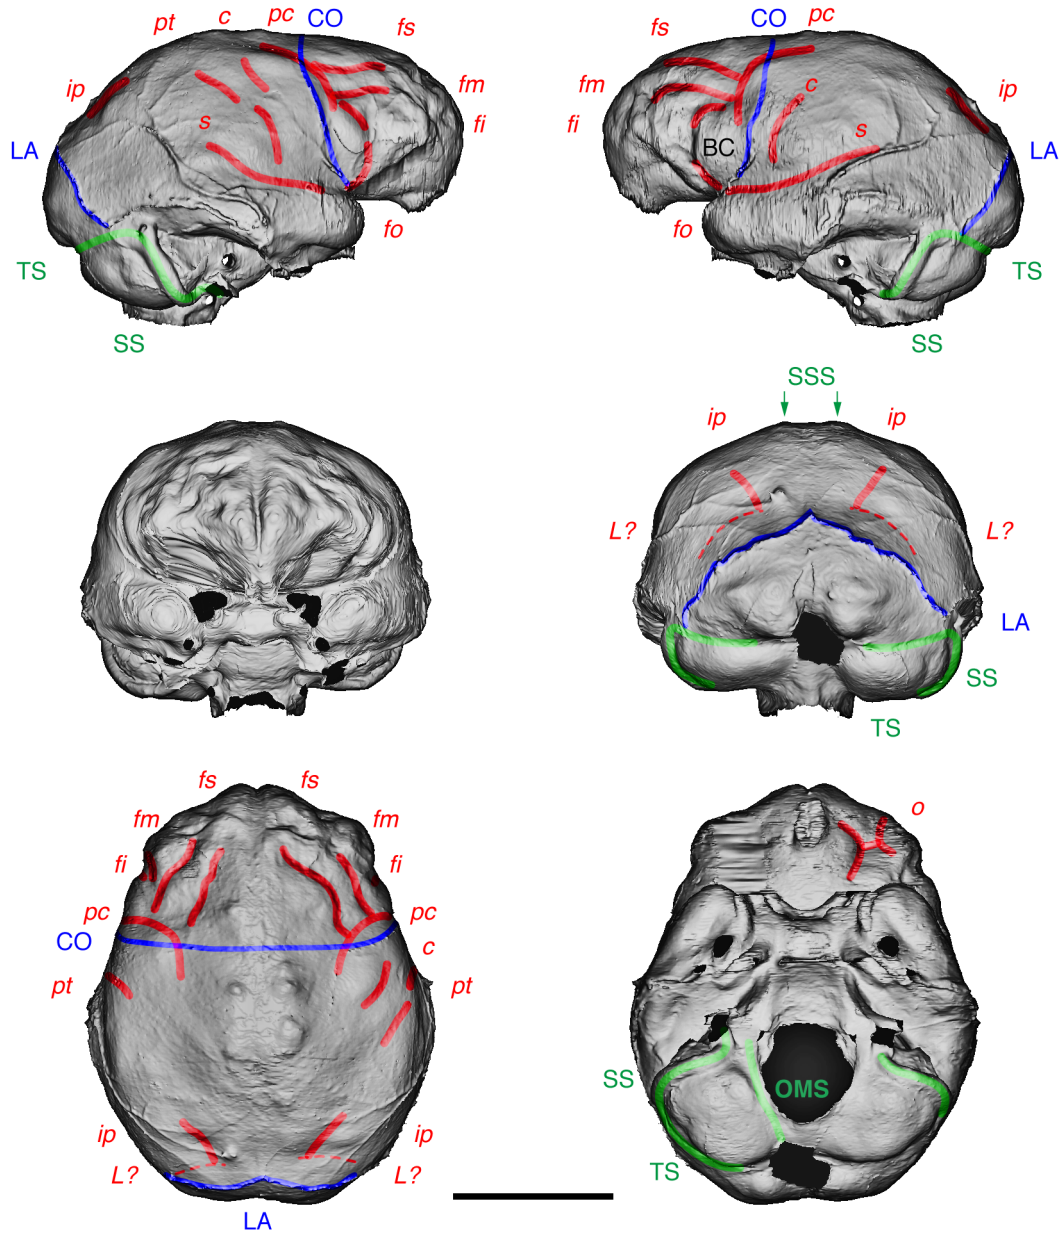 pt c pc CO fs
fs CO pc
ip fm
fm c ip
s fi
fi BC s
LA
LA
fo
fo
TS
TS
SS
SS
SSS
ip ip
L? L?
LA
SS
TS
fs fs
fm fm
o
fi fi
pc pc
CO c
pt pt
SS OMS
ip ip
L? L?
TS
LA